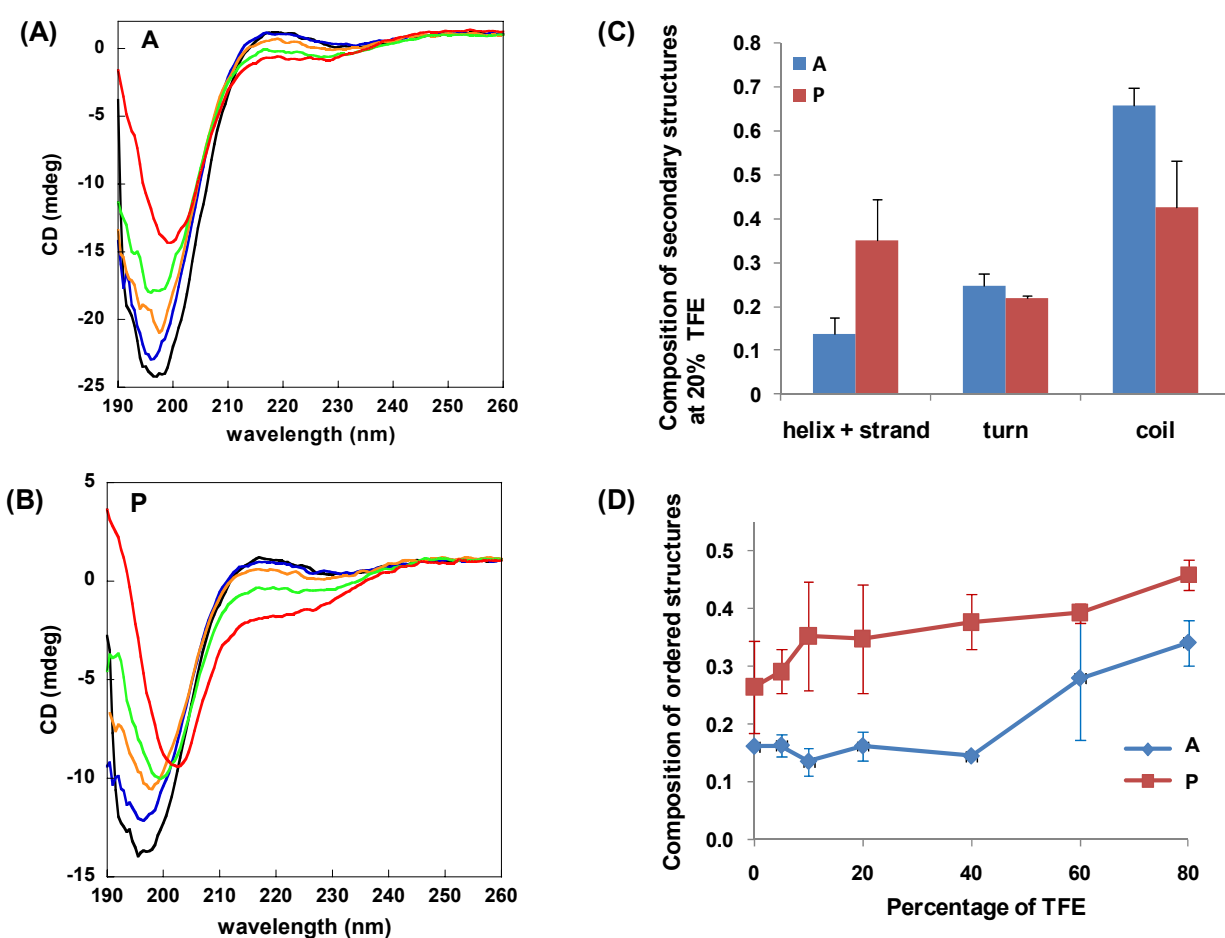 (A)
A
0
-5
-10
-15
-20
-25
CD (mdeg)
190 200 210 220 230 240 250 260
wavelength (nm)
(B)
P
5
0
-5
-10
-15
CD (mdeg)
190 200 210 220 230 240 250 260
wavelength (nm)
(C)
Composition of secondary structures
at 20% TFE
0.8
0.7
0.6
0.5
0.4
0.3
0.2
0.1
0
A
P
helix + strand turn coil
(D)
Composition of ordered structures
0.5
0.4
0.3
0.2
0.1
0.0
A
P
0 20 40 60 80
Percentage of TFE